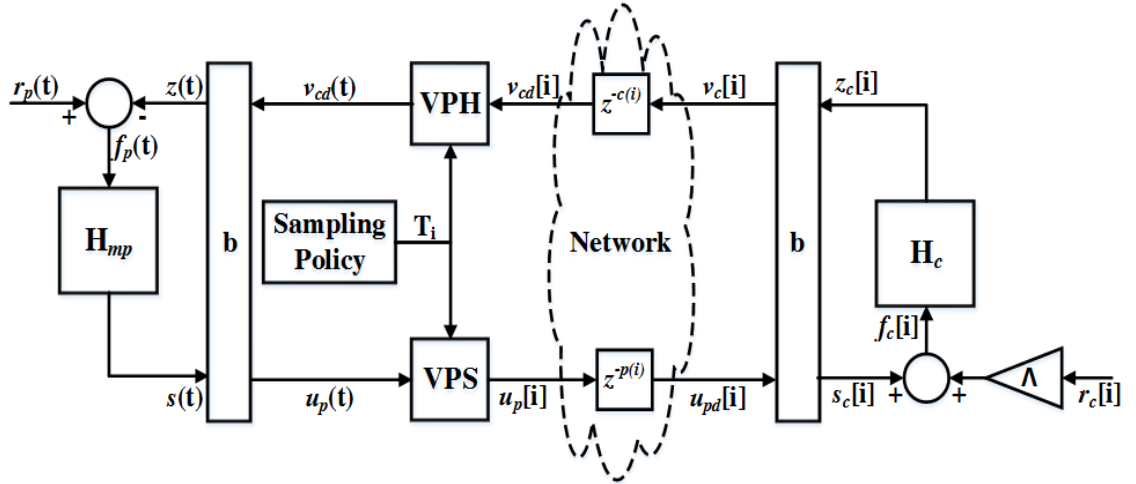 r_p(t)
z(t)
v_cd(t)
VPH
v_cd[i]
z^-c(i)
v_c[i]
z_c[i]
+
-
f_p(t)
H_mp
b
Sampling
Policy
T_i
Network
b
H_c
f_c[i]
s(t)
u_p(t)
VPS
u_p[i]
z^-p(i)
u_pd[i]
s_c[i]
+
+
Λ
r_c[i]